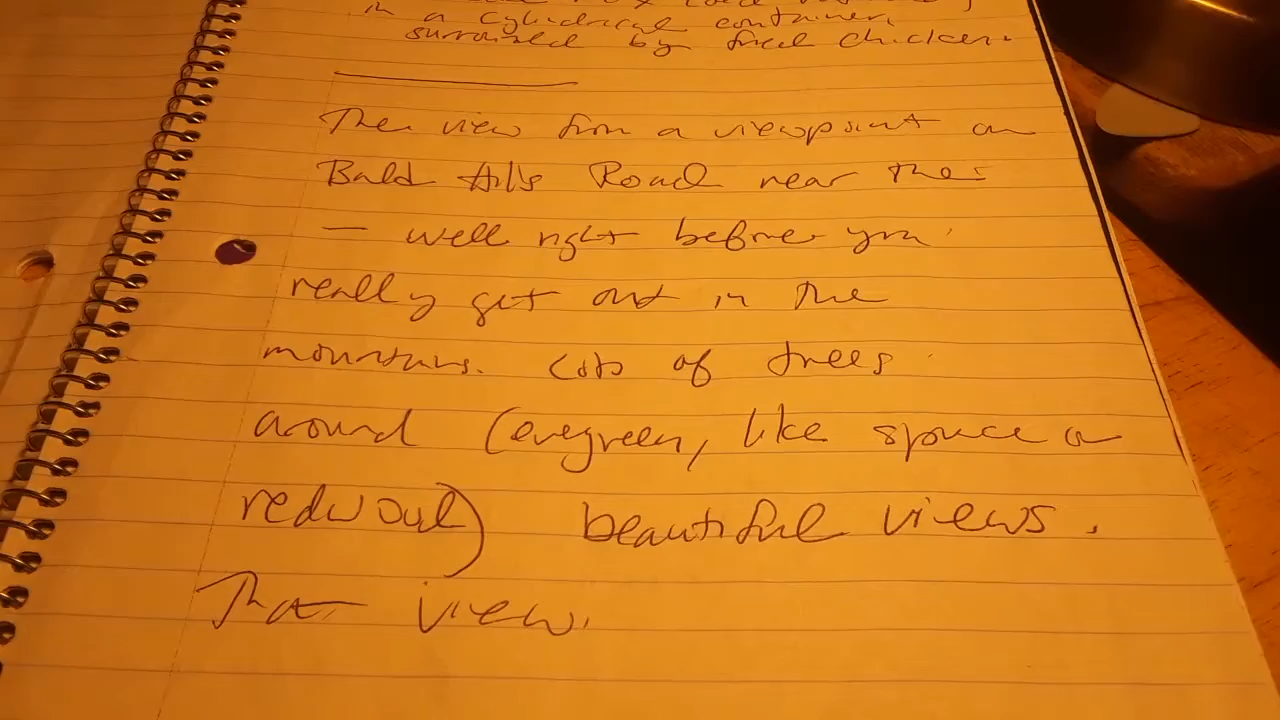 in a cylindrical container,
surrounded by fried chicken.
The view from a viewpoint on
Bald Hills Road near the
— well right before you
really get out in the
mountains. Lots of trees
around (evergreen, like spruce or
redwood) beautiful views.
That view.